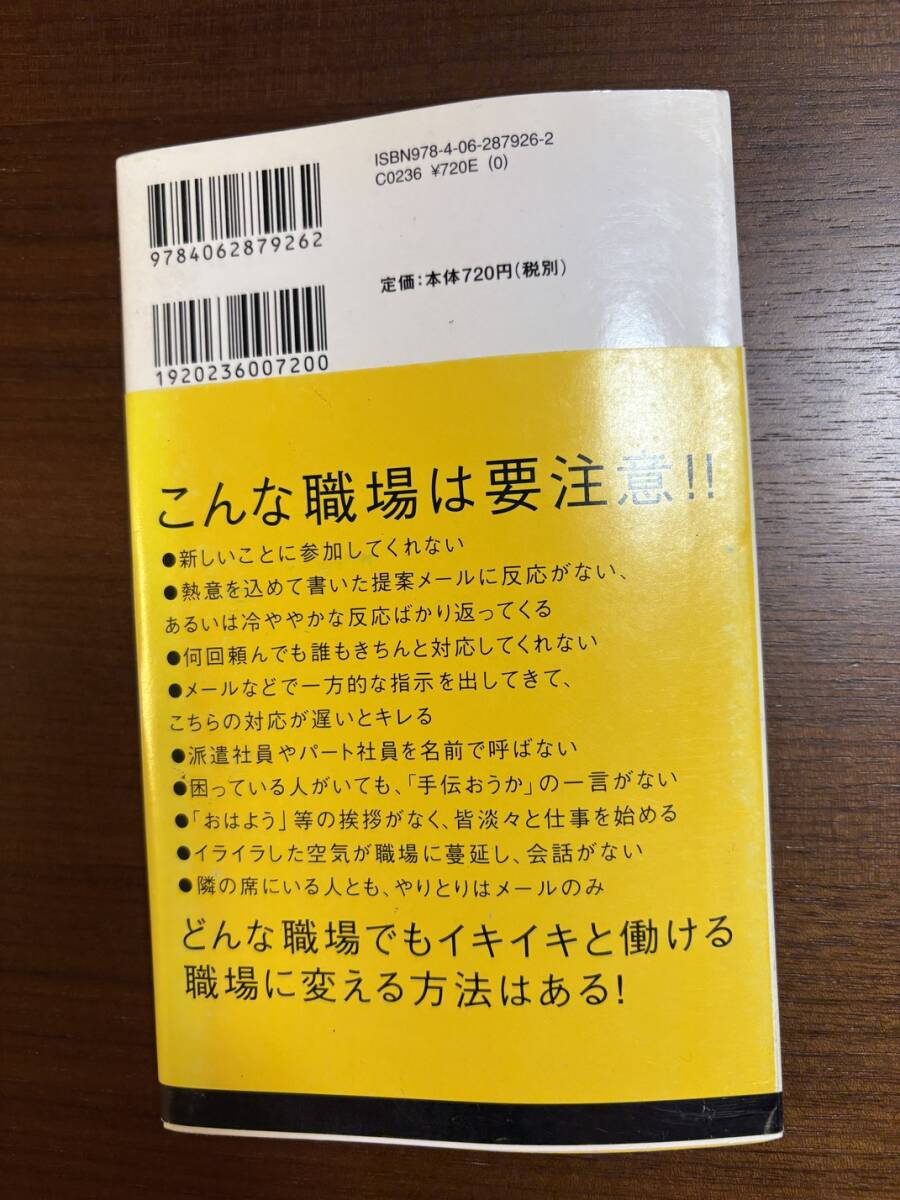 ISBN978-4-06-287926-2
C0236 ¥720E (0)
9784062879262
定価:本体720円(税別)
1920236007200
こんな職場は要注意!!
●新しいことに参加してくれない
●熱意を込めて書いた提案メールに反応がない、
あるいは冷ややかな反応ばかり返ってくる
●何回頼んでも誰もきちんと対応してくれない
●メールなどで一方的な指示を出してきて、
こちらの対応が遅いとキレる
●派遣社員やパート社員を名前で呼ばない
●困っている人がいても、「手伝おうか」の一言がない
●「おはよう」等の挨拶がなく、皆淡々と仕事を始める
●イライラした空気が職場に蔓延し、会話がない
●隣の席にいる人とも、やりとりはメールのみ
どんな職場でもイキイキと働ける
職場に変える方法はある!